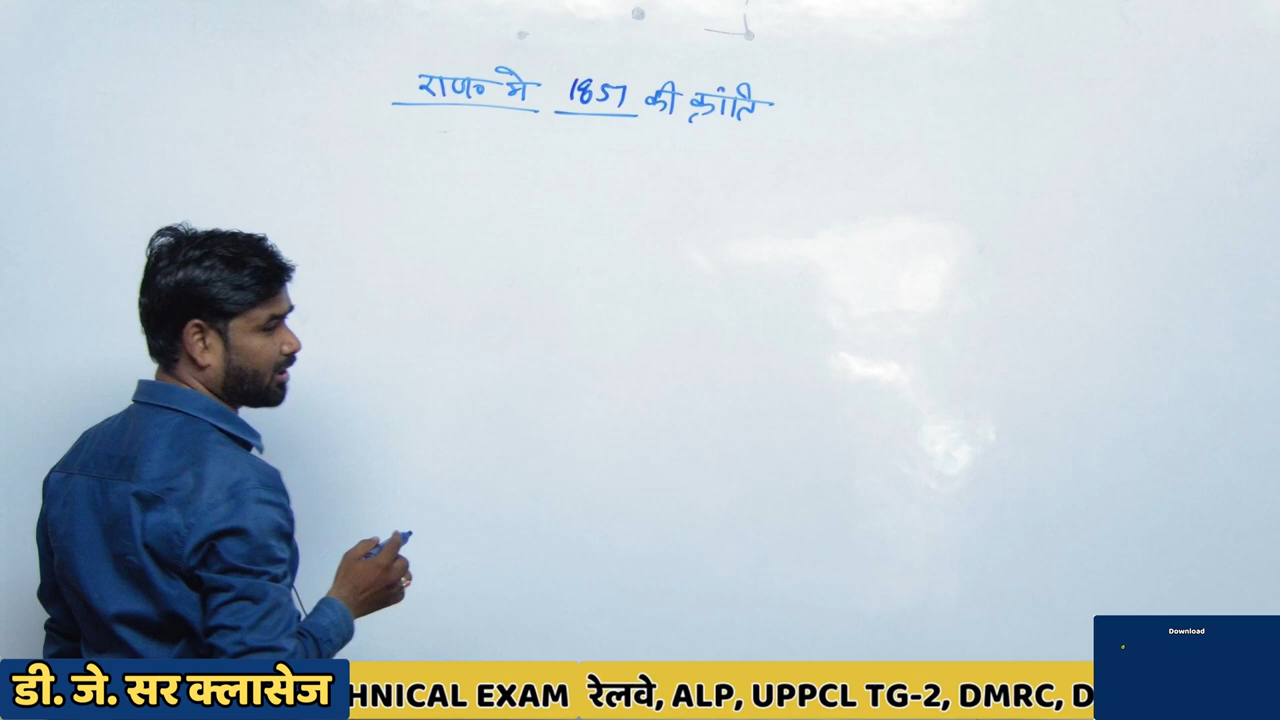 राज० मे 1857 की क्रांति
Download
डी. जे. सर क्लासेज
HNICAL EXAM रेलवे, ALP, UPPCL TG-2, DMRC, D